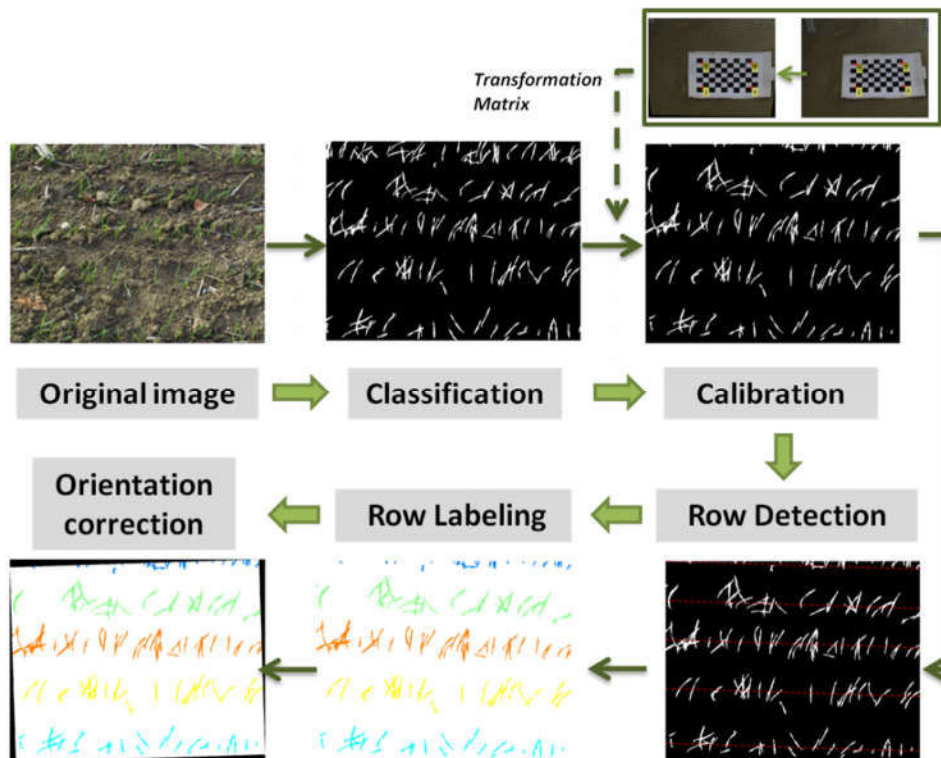 Transformation
Matrix
Original image
Classification
Calibration
Orientation
correction
Row Labeling
Row Detection